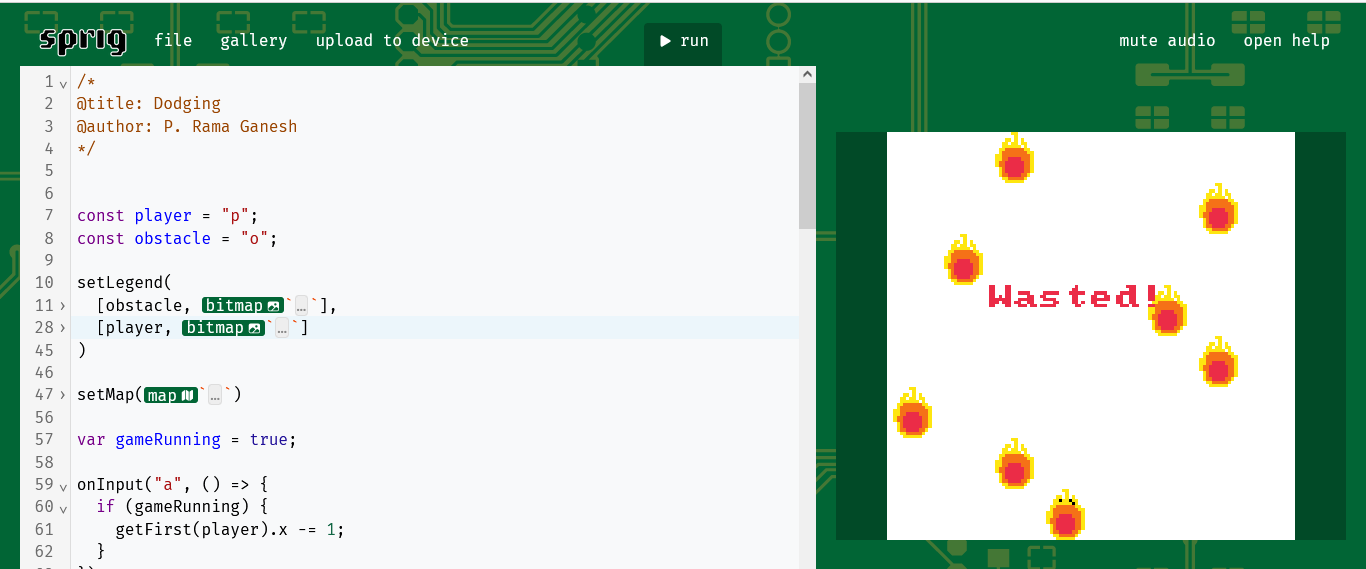 sprig file gallery upload to device run mute audio open help
1 /*
2 @title: Dodging
3 @author: P. Rama Ganesh
4 */
5
6
7 const player = "p";
8 const obstacle = "o";
9
10 setLegend(
11 [obstacle, bitmap`…`],
28 [player, bitmap`…`]
45 )
46
47 setMap(map`…`)
56
57 var gameRunning = true;
58
59 onInput("a", () => {
60 if (gameRunning) {
61 getFirst(player).x -= 1;
62 }
Wasted!